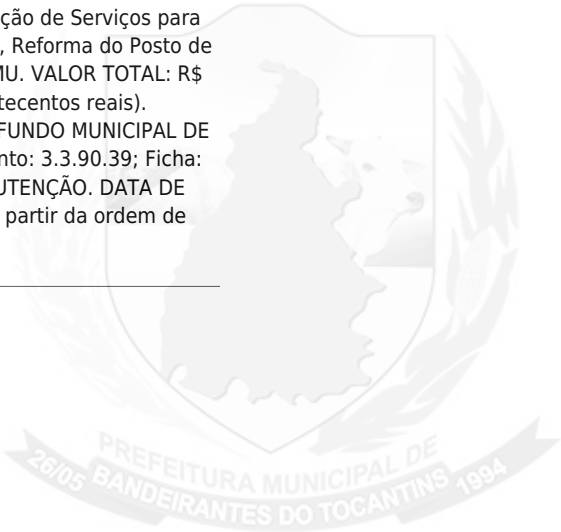 ção de Serviços para
, Reforma do Posto de
MU. VALOR TOTAL: R$
tecentos reais).
FUNDO MUNICIPAL DE
nto: 3.3.90.39; Ficha:
UTENÇÃO. DATA DE
partir da ordem de
PREFEITURA MUNICIPAL DE
26/05 BANDEIRANTES DO TOCANTINS 1994